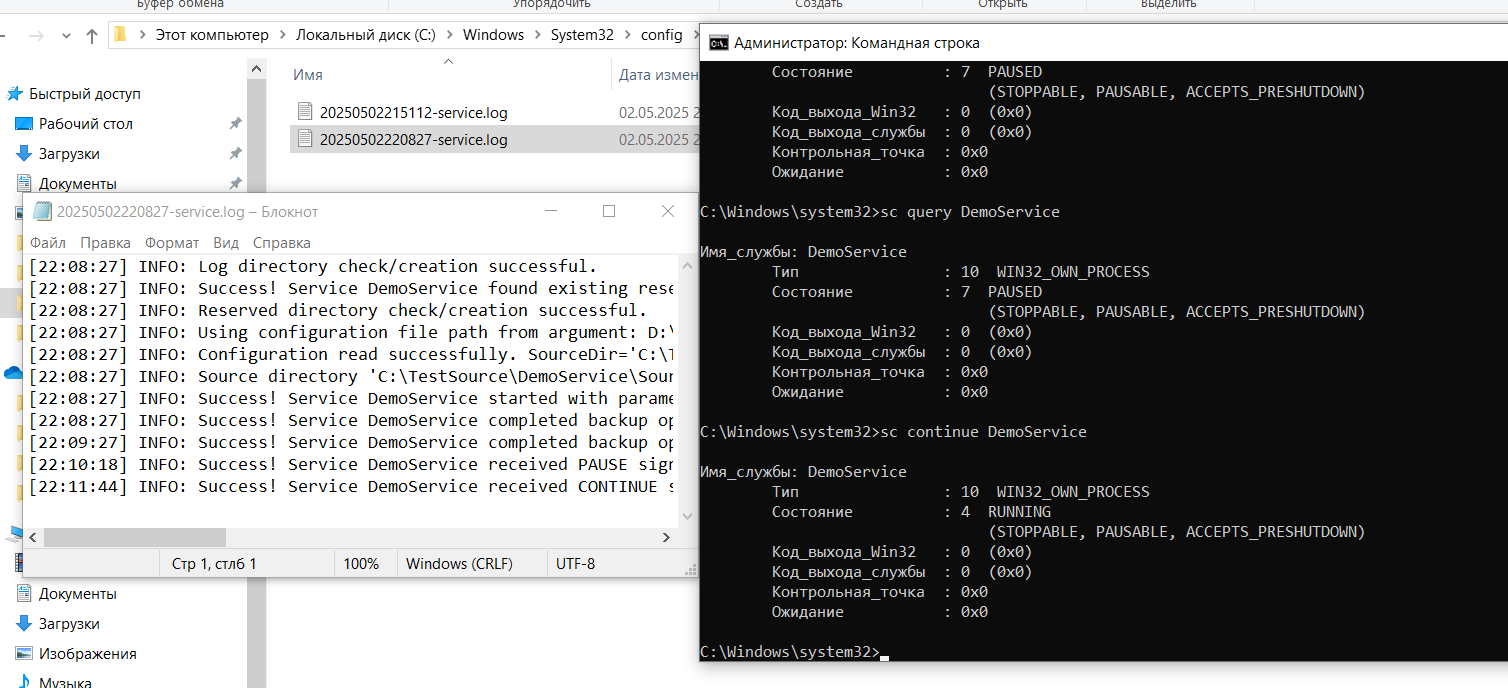 Буфер обмена
Упорядочить
Создать
Открыть
Выделить
Этот компьютер
Локальный диск (C:)
Windows
System32
config
Имя
Дата измен
Быстрый доступ
Рабочий стол
Загрузки
Документы
20250502215112-service.log
02.05.2025 2
20250502220827-service.log
02.05.2025 2
20250502220827-service.log – Блокнот
Файл Правка Формат Вид Справка
[22:08:27] INFO: Log directory check/creation successful.
[22:08:27] INFO: Success! Service DemoService found existing rese
[22:08:27] INFO: Reserved directory check/creation successful.
[22:08:27] INFO: Using configuration file path from argument: D:\
[22:08:27] INFO: Configuration read successfully. SourceDir='C:\T
[22:08:27] INFO: Source directory 'C:\TestSource\DemoService\Sour
[22:08:27] INFO: Success! Service DemoService started with parame
[22:08:27] INFO: Success! Service DemoService completed backup op
[22:09:27] INFO: Success! Service DemoService completed backup op
[22:10:18] INFO: Success! Service DemoService received PAUSE sign
[22:11:44] INFO: Success! Service DemoService received CONTINUE s
Стр 1, стлб 1
100%
Windows (CRLF)
UTF-8
Документы
Загрузки
Изображения
Музыка
Администратор: Командная строка
Состояние : 7 PAUSED
(STOPPABLE, PAUSABLE, ACCEPTS_PRESHUTDOWN)
Код_выхода_Win32 : 0 (0x0)
Код_выхода_службы : 0 (0x0)
Контрольная_точка : 0x0
Ожидание : 0x0
C:\Windows\system32>sc query DemoService
Имя_службы: DemoService
Тип : 10 WIN32_OWN_PROCESS
Состояние : 7 PAUSED
(STOPPABLE, PAUSABLE, ACCEPTS_PRESHUTDOWN)
Код_выхода_Win32 : 0 (0x0)
Код_выхода_службы : 0 (0x0)
Контрольная_точка : 0x0
Ожидание : 0x0
C:\Windows\system32>sc continue DemoService
Имя_службы: DemoService
Тип : 10 WIN32_OWN_PROCESS
Состояние : 4 RUNNING
(STOPPABLE, PAUSABLE, ACCEPTS_PRESHUTDOWN)
Код_выхода_Win32 : 0 (0x0)
Код_выхода_службы : 0 (0x0)
Контрольная_точка : 0x0
Ожидание : 0x0
C:\Windows\system32>